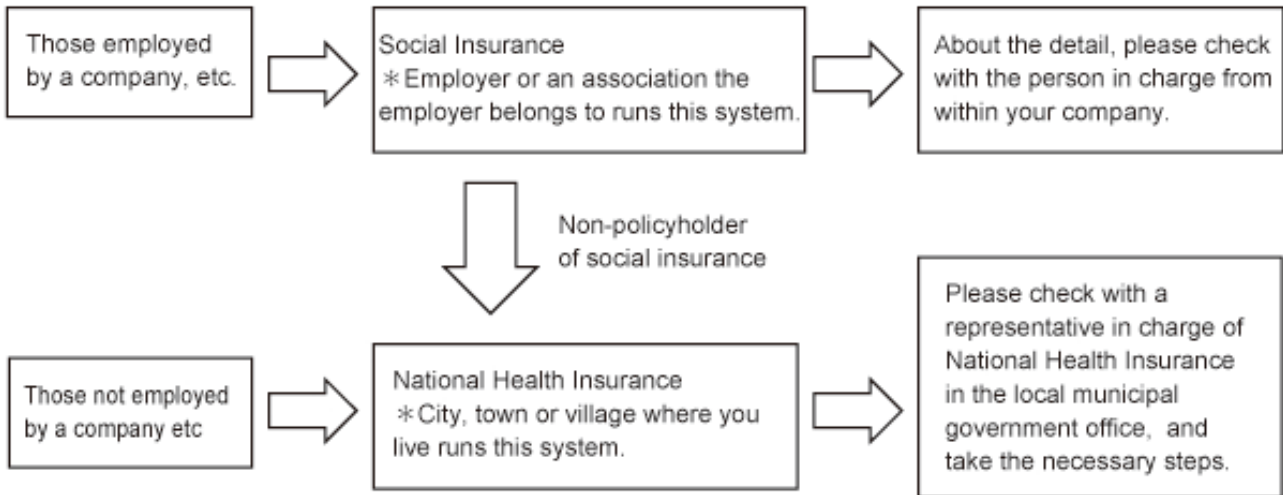 Those employed
by a company, etc.
Social Insurance
＊Employer or an association the
employer belongs to runs this system.
About the detail, please check
with the person in charge from
within your company.
Non-policyholder
of social insurance
Those not employed
by a company etc
National Health Insurance
＊City, town or village where you
live runs this system.
Please check with a
representative in charge of
National Health Insurance
in the local municipal
government office, and
take the necessary steps.